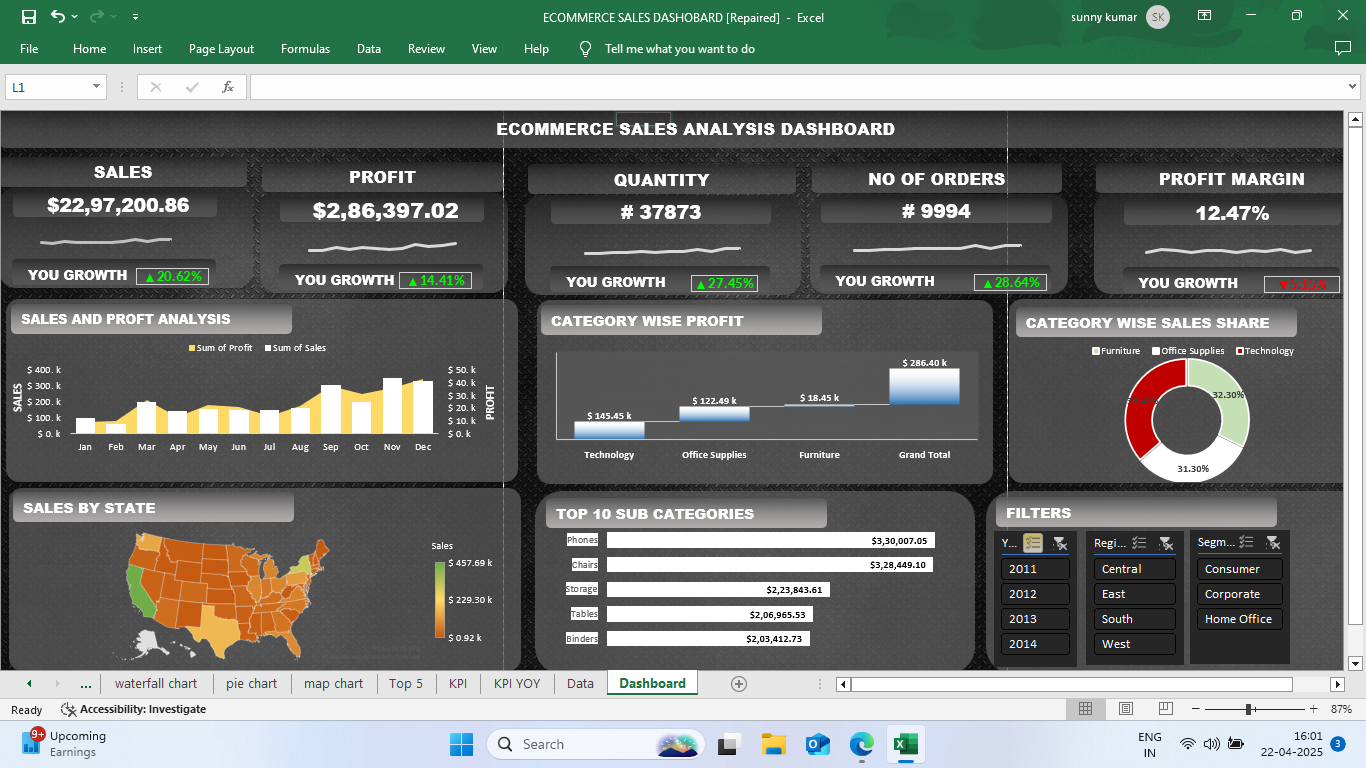 ECOMMERCE SALES DASHOBARD [Repaired] - Excel
sunny kumar
SK
File Home Insert Page Layout Formulas Data Review View Help Tell me what you want to do
L1
fx
ECOMMERCE SALES ANALYSIS DASHBOARD
SALES
$22,97,200.86
YOU GROWTH ▲20.62%
PROFIT
$2,86,397.02
YOU GROWTH ▲14.41%
QUANTITY
# 37873
YOU GROWTH ▲27.45%
NO OF ORDERS
# 9994
YOU GROWTH ▲28.64%
PROFIT MARGIN
12.47%
YOU GROWTH
SALES AND PROFT ANALYSIS
Sum of Profit Sum of Sales
SALES
$ 400. k
$ 300. k
$ 200. k
$ 100. k
$ 0. k
$ 50. k
$ 40. k
$ 30. k
$ 20. k
$ 10. k
$ 0. k
PROFIT
Jan Feb Mar Apr May Jun Jul Aug Sep Oct Nov Dec
CATEGORY WISE PROFIT
$ 145.45 k
$ 122.49 k
$ 18.45 k
$ 286.40 k
Technology Office Supplies Furniture Grand Total
CATEGORY WISE SALES SHARE
Furniture Office Supplies Technology
32.30%
31.30%
SALES BY STATE
Sales
$ 457.69 k
$ 229.30 k
$ 0.92 k
TOP 10 SUB CATEGORIES
Phones $3,30,007.05
Chairs $3,28,449.10
Storage $2,23,843.61
Tables $2,06,965.53
Binders $2,03,412.73
FILTERS
Y...
2011
2012
2013
2014
Regi...
Central
East
South
West
Segm...
Consumer
Corporate
Home Office
... waterfall chart pie chart map chart Top 5 KPI KPI YOY Data Dashboard
Ready Accessibility: Investigate
87%
9+
Upcoming
Earnings
Search
ENG
IN
16:01
22-04-2025
3